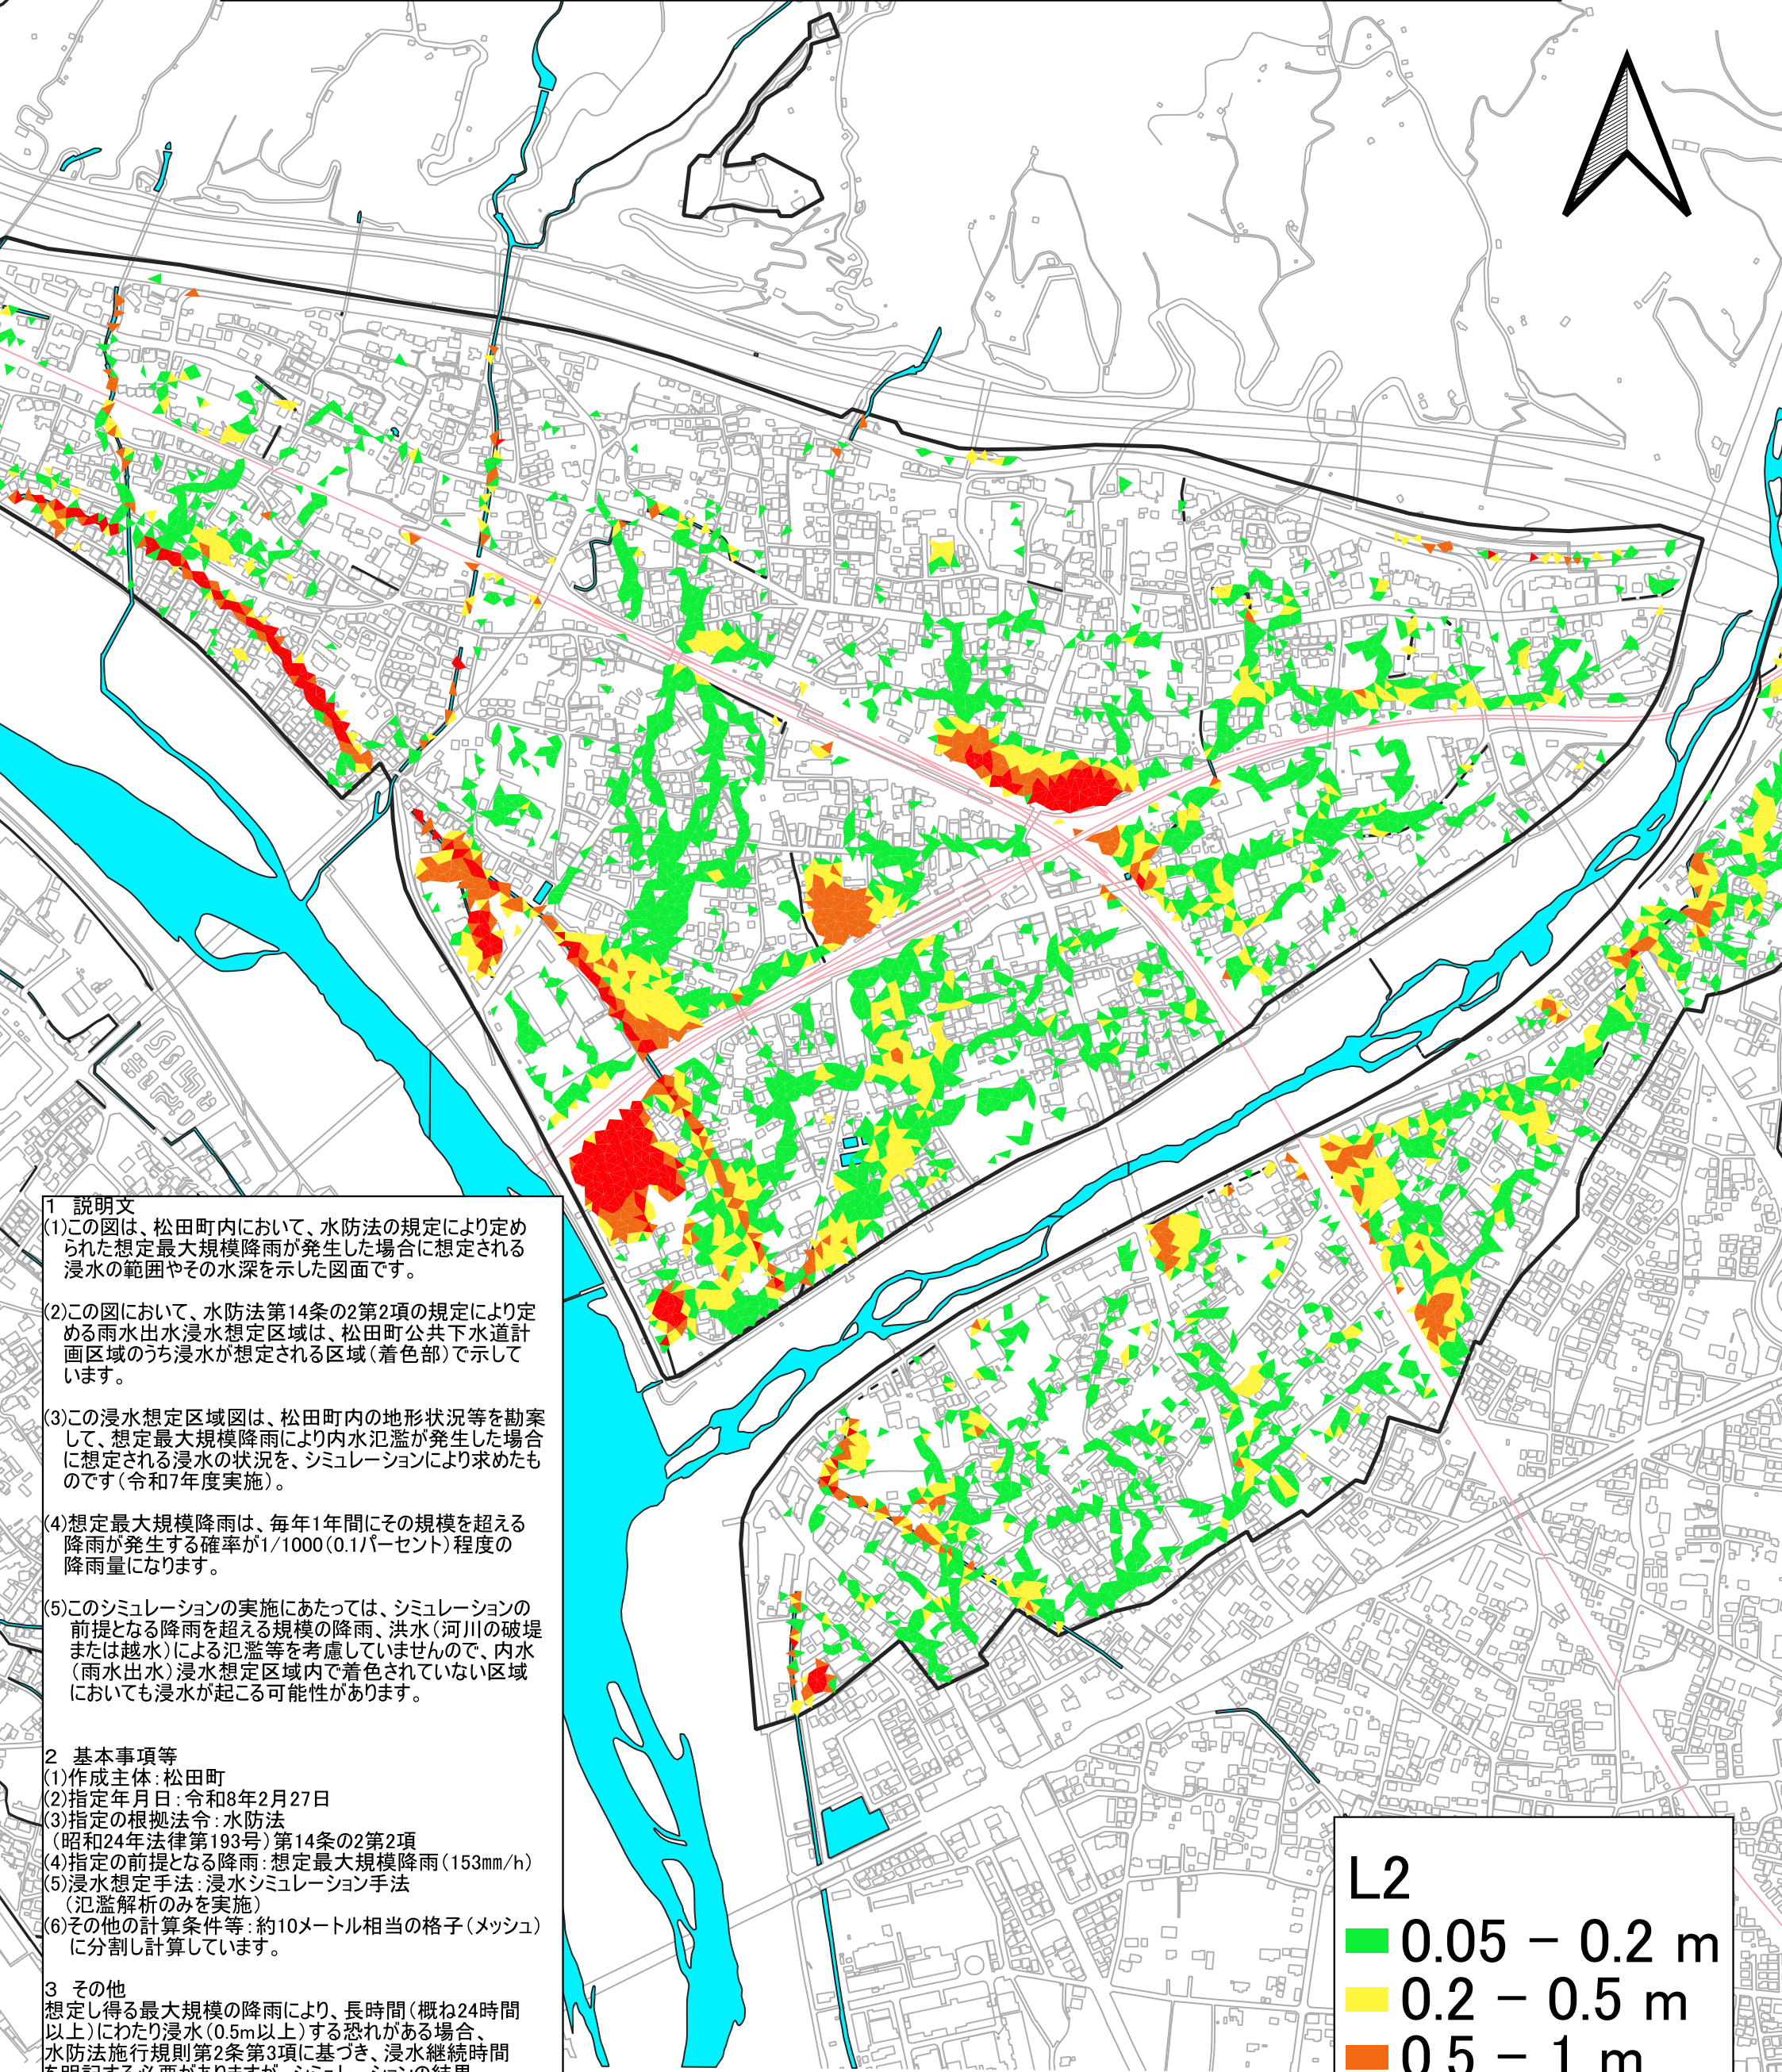 1 説明文
(1)この図は、松田町内において、水防法の規定により定め
られた想定最大規模降雨が発生した場合に想定される
浸水の範囲やその水深を示した図面です。
(2)この図において、水防法第14条の2第2項の規定により定
める雨水出水浸水想定区域は、松田町公共下水道計
画区域のうち浸水が想定される区域(着色部)で示して
います。
(3)この浸水想定区域図は、松田町内の地形状況等を勘案
して、想定最大規模降雨により内水氾濫が発生した場合
に想定される浸水の状況を、シミュレーションにより求めたも
のです(令和7年度実施)。
(4)想定最大規模降雨は、毎年1年間にその規模を超える
降雨が発生する確率が1/1000(0.1パーセント)程度の
降雨量になります。
(5)このシミュレーションの実施にあたっては、シミュレーションの
前提となる降雨を超える規模の降雨、洪水(河川の破堤
または越水)による氾濫等を考慮していませんので、内水
(雨水出水)浸水想定区域内で着色されていない区域
においても浸水が起こる可能性があります。
2 基本事項等
(1)作成主体:松田町
(2)指定年月日:令和8年2月27日
(3)指定の根拠法令:水防法
(昭和24年法律第193号)第14条の2第2項
(4)指定の前提となる降雨:想定最大規模降雨(153㎜/h)
(5)浸水想定手法:浸水シミュレーション手法
(氾濫解析のみを実施)
(6)その他の計算条件等:約10メートル相当の格子(メッシュ)
に分割し計算しています。
3 その他
想定し得る最大規模の降雨により、長時間(概ね24時間
以上)にわたり浸水(0.5m以上)する恐れがある場合、
水防法施行規則第2条第3項に基づき、浸水継続時間
を明記する必要がありますが、シミュレーションの結果
L2
0.05 - 0.2 m
0.2 - 0.5 m
0.5 - 1 m